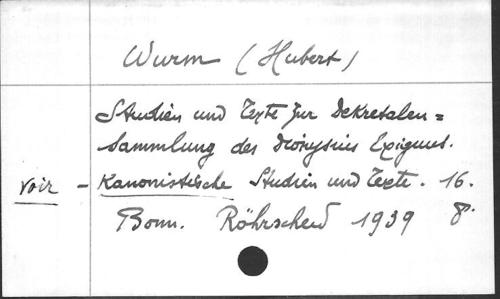 Wurm (Hubert)
Studien und Texte zur Dekretalen=
sammlung des Dionysius Exiguus.
voir - Kanonistische Studien und Texte. 16.
Bonn. Röhrscheid 1939 8°.